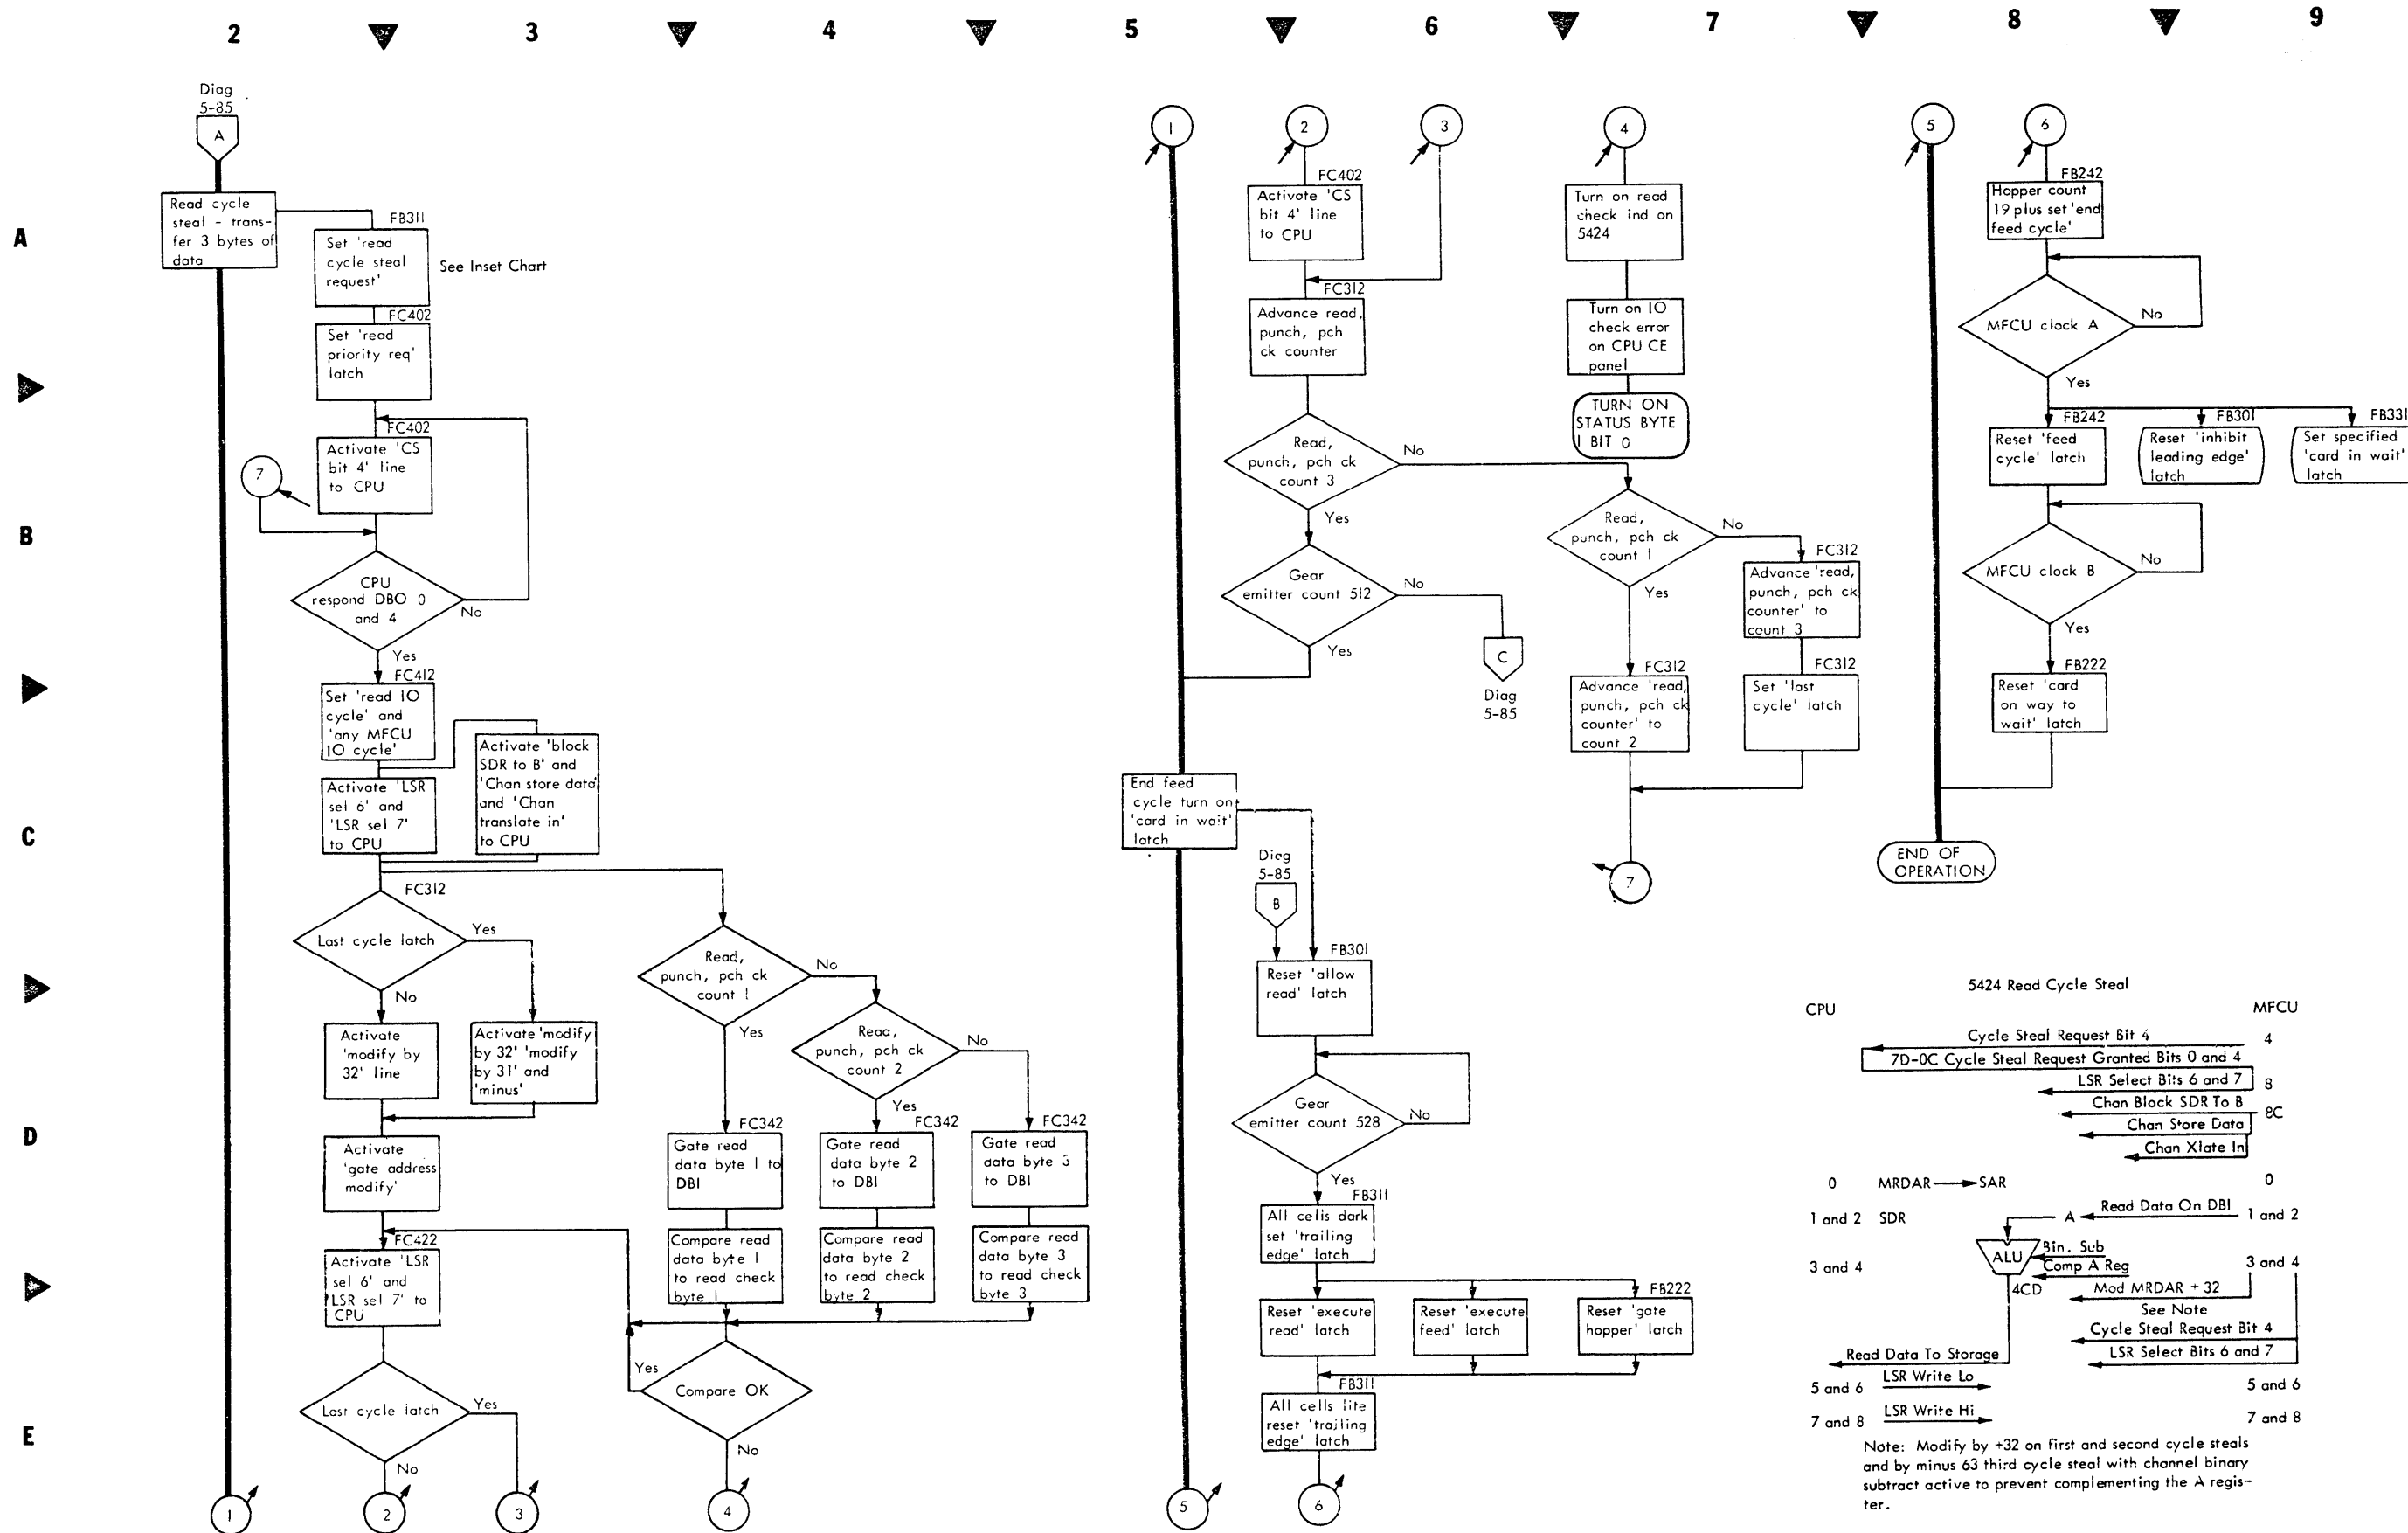 2 3 4 5 6 7 8 9
A
B
C
D
E
Diag
5-85
A
Read cycle
steal - trans-
fer 3 bytes of
data
FB311
Set 'read
cycle steal
request'
See Inset Chart
FC402
Set 'read
priority req'
latch
FC402
Activate 'CS
bit 4' line
to CPU
7
CPU
respond DBO 0
and 4
No
Yes
FC412
Set 'read IO
cycle' and
'any MFCU
IO cycle'
Activate 'block
SDR to B' and
'Chan store data'
and 'Chan
translate in'
to CPU
Activate 'LSR
sel 6' and
'LSR sel 7'
to CPU
FC312
Last cycle latch
Yes
No
Activate
'modify by
32' line
Activate 'modify
by 32' 'modify
by 31' and
'minus'
Activate
'gate address
modify'
FC422
Activate 'LSR
sel 6' and
LSR sel 7' to
CPU
Last cycle latch
Yes
No
1
2
3
Read,
punch, pch ck
count 1
No
Yes
Read,
punch, pch ck
count 2
No
Yes
FC342
Gate read
data byte 1 to
DBI
FC342
Gate read
data byte 2
to DBI
FC342
Gate read
data byte 3
to DBI
Compare read
data byte 1
to read check
byte 1
Compare read
data byte 2
to read check
byte 2
Compare read
data byte 3
to read check
byte 3
Yes
Compare OK
No
4
1
2
3
FC402
Activate 'CS
bit 4' line
to CPU
FC312
Advance read,
punch, pch
ck counter
Read,
punch, pch ck
count 3
No
Yes
Gear
emitter count 512
No
Yes
C
Diag
5-85
End feed
cycle turn on
'card in wait'
latch
Diag
5-85
B
FB301
Reset 'allow
read' latch
Gear
emitter count 528
No
Yes
FB311
All cells dark
set 'trailing
edge' latch
Reset 'execute
read' latch
Reset 'execute
feed' latch
FB222
Reset 'gate
hopper' latch
FB311
All cells lite
reset 'trailing
edge' latch
5
6
4
Turn on read
check ind on
5424
Turn on IO
check error
on CPU CE
panel
TURN ON
STATUS BYTE
1 BIT 0
Read,
punch, pch ck
count 1
No
Yes
FC312
Advance 'read,
punch, pch ck
counter' to
count 3
FC312
Advance 'read,
punch, pch ck
counter' to
count 2
FC312
Set 'last
cycle' latch
7
5
6
FB242
Hopper count
19 plus set 'end
feed cycle'
MFCU clock A
No
Yes
FB242
Reset 'feed
cycle' latch
FB301
Reset 'inhibit
leading edge'
latch
FB331
Set specified
'card in wait'
latch
MFCU clock B
No
Yes
FB222
Reset 'card
on way to
wait' latch
END OF
OPERATION
5424 Read Cycle Steal
CPU MFCU
Cycle Steal Request Bit 4 4
7D-0C Cycle Steal Request Granted Bits 0 and 4
LSR Select Bits 6 and 7 8
Chan Block SDR To B 8C
Chan Store Data
Chan Xlate In
0 MRDAR SAR 0
1 and 2 SDR A Read Data On DBI 1 and 2
ALU Bin. Sub
3 and 4 Comp A Reg 3 and 4
4CD Mod MRDAR + 32
See Note
Cycle Steal Request Bit 4
Read Data To Storage LSR Select Bits 6 and 7
5 and 6 LSR Write Lo 5 and 6
7 and 8 LSR Write Hi 7 and 8
Note: Modify by +32 on first and second cycle steals
and by minus 63 third cycle steal with channel binary
subtract active to prevent complementing the A regis-
ter.